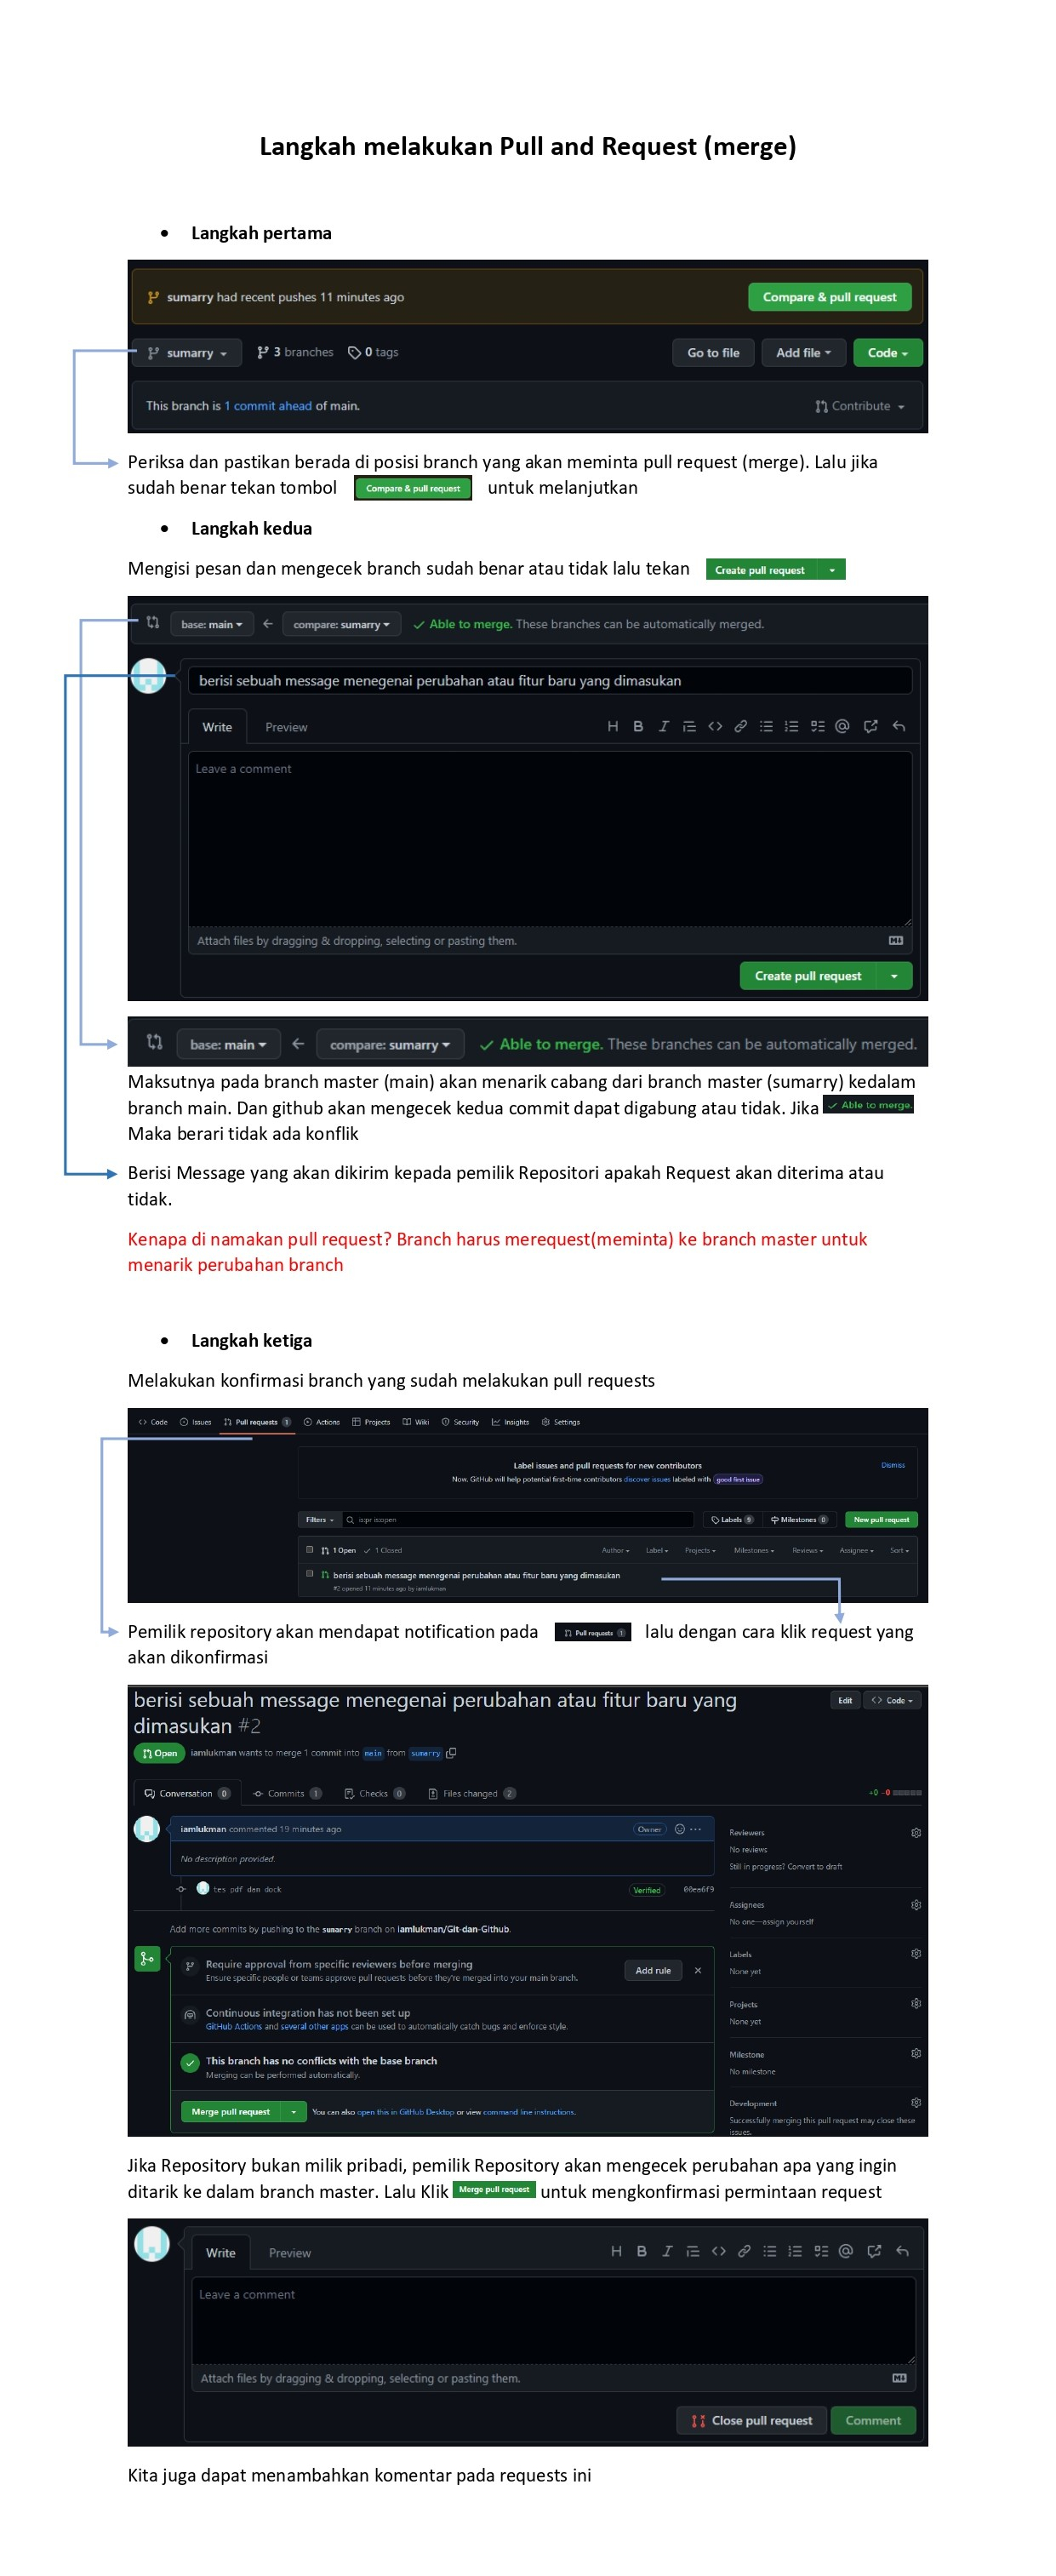 Langkah melakukan Pull and Request (merge)
• Langkah pertama
sumarry had recent pushes 11 minutes ago
Compare & pull request
sumarry
3 branches
0 tags
Go to file
Add file
Code
This branch is 1 commit ahead of main.
Contribute
Periksa dan pastikan berada di posisi branch yang akan meminta pull request (merge). Lalu jika
sudah benar tekan tombol Compare & pull request untuk melanjutkan
• Langkah kedua
Mengisi pesan dan mengecek branch sudah benar atau tidak lalu tekan Create pull request
base: main ← compare: sumarry ✓ Able to merge. These branches can be automatically merged.
berisi sebuah message menegenai perubahan atau fitur baru yang dimasukan
Write Preview
Leave a comment
Attach files by dragging & dropping, selecting or pasting them.
Create pull request
base: main ← compare: sumarry ✓ Able to merge. These branches can be automatically merged.
Maksutnya pada branch master (main) akan menarik cabang dari branch master (sumarry) kedalam
branch main. Dan github akan mengecek kedua commit dapat digabung atau tidak. Jika ✓ Able to merge.
Maka berari tidak ada konflik
Berisi Message yang akan dikirim kepada pemilik Repositori apakah Request akan diterima atau
tidak.
Kenapa di namakan pull request? Branch harus merequest(meminta) ke branch master untuk
menarik perubahan branch
• Langkah ketiga
Melakukan konfirmasi branch yang sudah melakukan pull requests
Code Issues Pull requests 1 Actions Projects Wiki Security Insights Settings
Label issues and pull requests for new contributors
Dismiss
Now, GitHub will help potential first-time contributors discover issues labeled with good first issue
Filters is:pr is:open Labels 9 Milestones 0 New pull request
1 Open ✓ 1 Closed Author Label Projects Milestones Reviews Assignee Sort
berisi sebuah message menegenai perubahan atau fitur baru yang dimasukan
#2 opened 11 minutes ago by iamlukman
Pemilik repository akan mendapat notification pada Pull requests 1 lalu dengan cara klik request yang
akan dikonfirmasi
berisi sebuah message menegenai perubahan atau fitur baru yang
dimasukan #2
Edit
Code
Open iamlukman wants to merge 1 commit into main from sumarry
Conversation 0 Commits 1 Checks 0 Files changed 2 +0 −0
iamlukman commented 19 minutes ago Owner
No description provided.
tes pdf dan dock Verified 00ea6f9
Add more commits by pushing to the sumarry branch on iamlukman/Git-dan-Github.
Require approval from specific reviewers before merging
Ensure specific people or teams approve pull requests before they're merged into your main branch.
Add rule
Continuous integration has not been set up
GitHub Actions and several other apps can be used to automatically catch bugs and enforce style.
This branch has no conflicts with the base branch
Merging can be performed automatically.
Merge pull request You can also open this in GitHub Desktop or view command line instructions.
Reviewers
No reviews
Still in progress? Convert to draft
Assignees
No one—assign yourself
Labels
None yet
Projects
None yet
Milestone
No milestone
Development
Successfully merging this pull request may close these
issues.
Jika Repository bukan milik pribadi, pemilik Repository akan mengecek perubahan apa yang ingin
ditarik ke dalam branch master. Lalu Klik Merge pull request untuk mengkonfirmasi permintaan request
Write Preview
Leave a comment
Attach files by dragging & dropping, selecting or pasting them.
Close pull request
Comment
Kita juga dapat menambahkan komentar pada requests ini